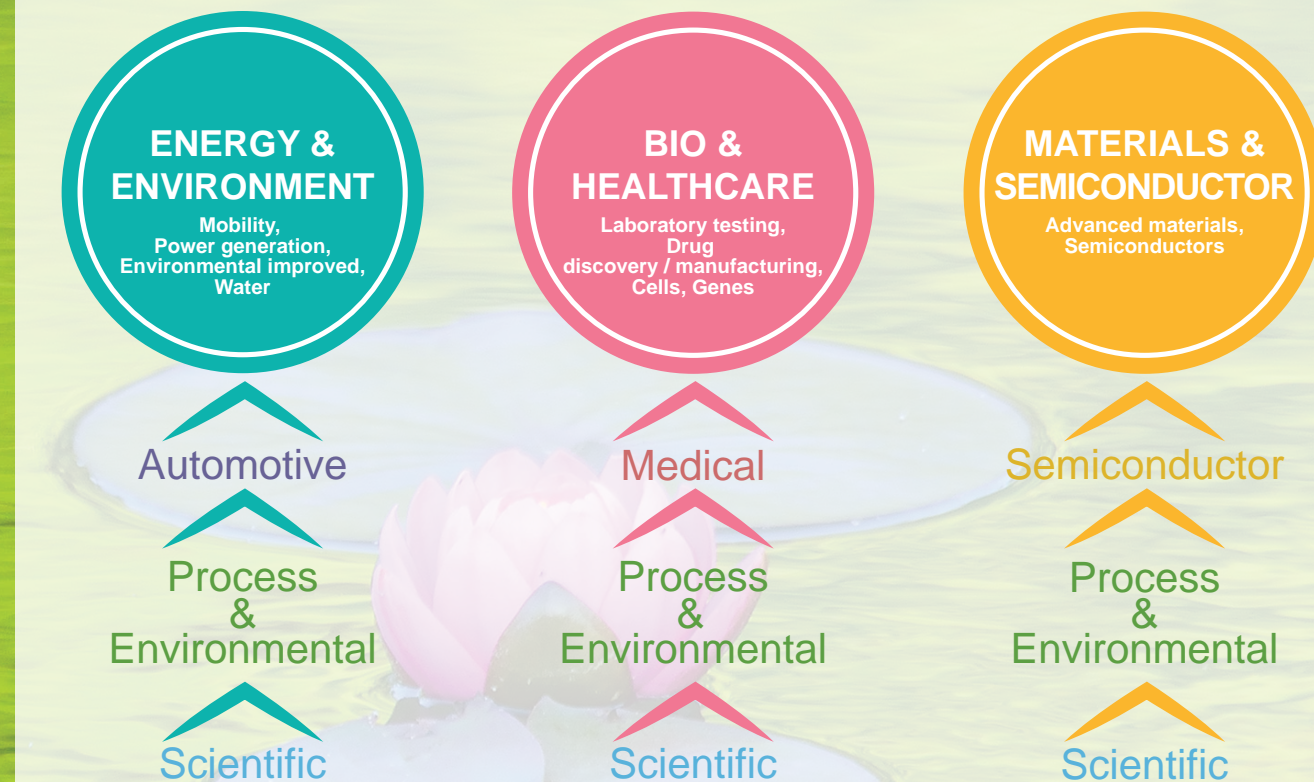 ENERGY &
ENVIRONMENT
Mobility,
Power generation,
Environmental improved,
Water
Automotive
Process
&
Environmental
Scientific
BIO &
HEALTHCARE
Laboratory testing,
Drug
discovery / manufacturing,
Cells, Genes
Medical
Process
&
Environmental
Scientific
MATERIALS &
SEMICONDUCTOR
Advanced materials,
Semiconductors
Semiconductor
Process
&
Environmental
Scientific